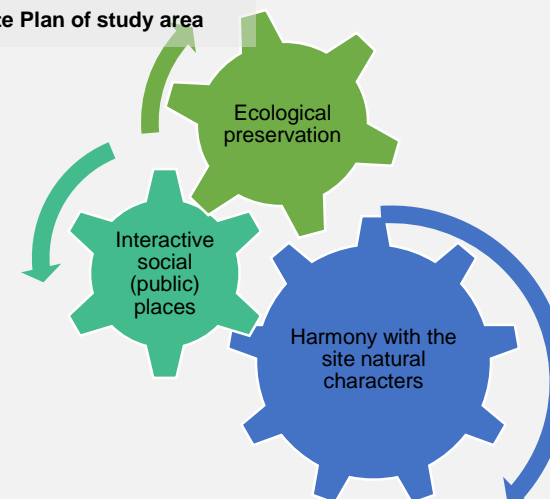 Plan of study area
Ecological
preservation
Interactive
social
(public)
places
Harmony with the
site natural
characters